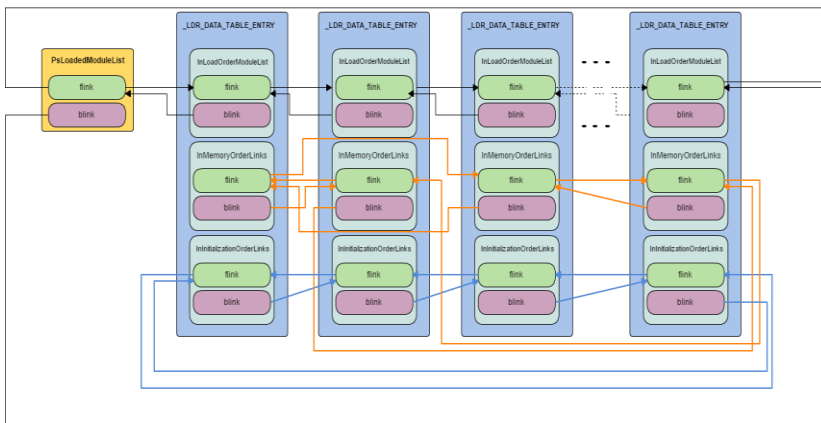 _LDR_DATA_TABLE_ENTRY
_LDR_DATA_TABLE_ENTRY
_LDR_DATA_TABLE_ENTRY
_LDR_DATA_TABLE_ENTRY
PsLoadedModuleList
flink
blink
InLoadOrderModuleList
flink
blink
InLoadOrderModuleList
flink
blink
InLoadOrderModuleList
flink
blink
- - -
- - -
InLoadOrderModuleList
flink
blink
InMemoryOrderLinks
flink
blink
InMemoryOrderLinks
flink
blink
InMemoryOrderLinks
flink
blink
InMemoryOrderLinks
flink
blink
InInitializationOrderLinks
flink
blink
InInitializationOrderLinks
flink
blink
InInitializationOrderLinks
flink
blink
InInitializationOrderLinks
flink
blink